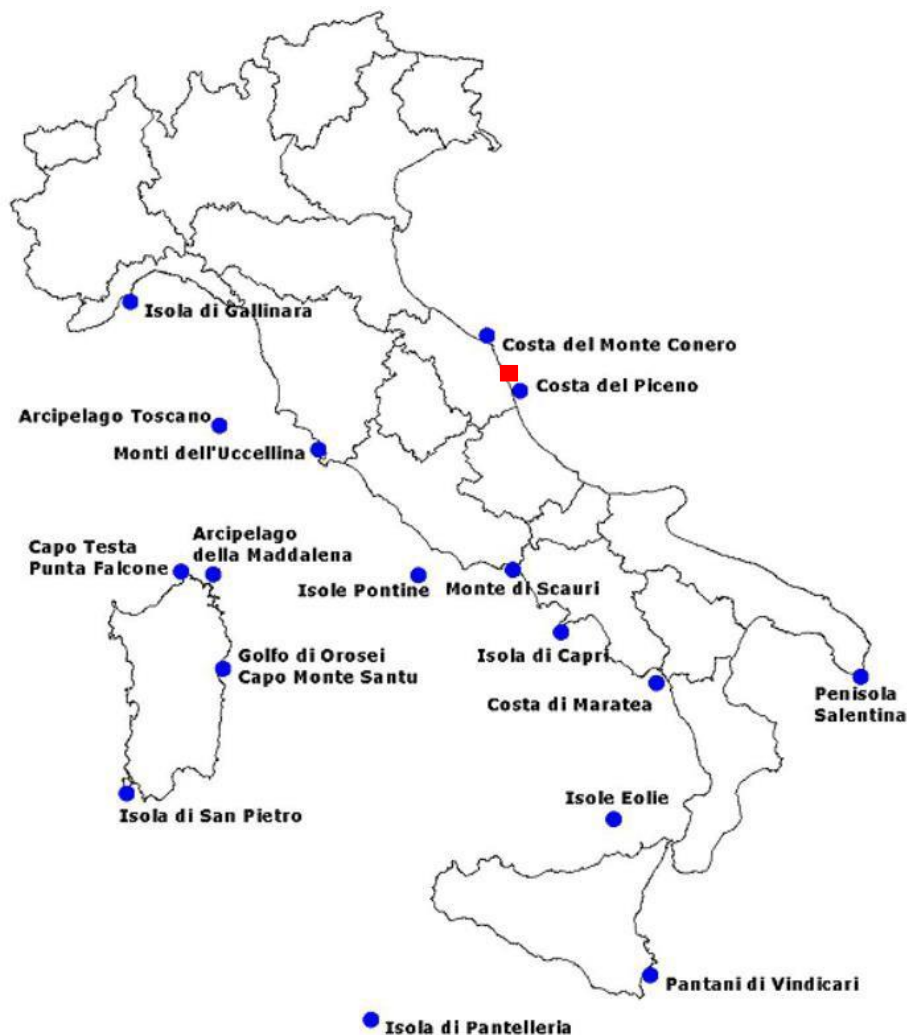 Isola di Gallinara
Costa del Monte Conero
Costa del Piceno
Arcipelago Toscano
Monti dell'Uccellina
Capo Testa
Punta Falcone
Arcipelago
della Maddalena
Isole Pontine
Monte di Scauri
Golfo di Orosei
Capo Monte Santu
Isola di Capri
Costa di Maratea
Penisola
Salentina
Isola di San Pietro
Isole Eolie
Pantani di Vindicari
Isola di Pantelleria